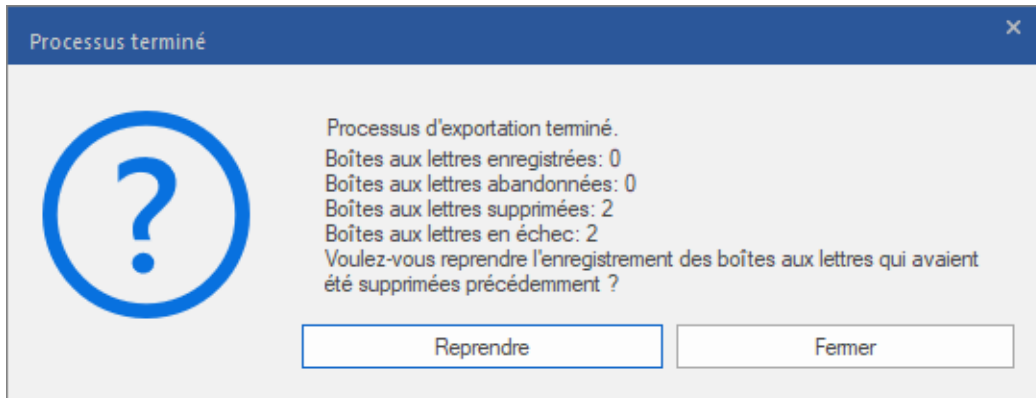 Processus terminé
Processus d'exportation terminé.
Boîtes aux lettres enregistrées: 0
Boîtes aux lettres abandonnées: 0
Boîtes aux lettres supprimées: 2
Boîtes aux lettres en échec: 2
Voulez-vous reprendre l'enregistrement des boîtes aux lettres qui avaient
été supprimées précédemment ?
Reprendre
Fermer